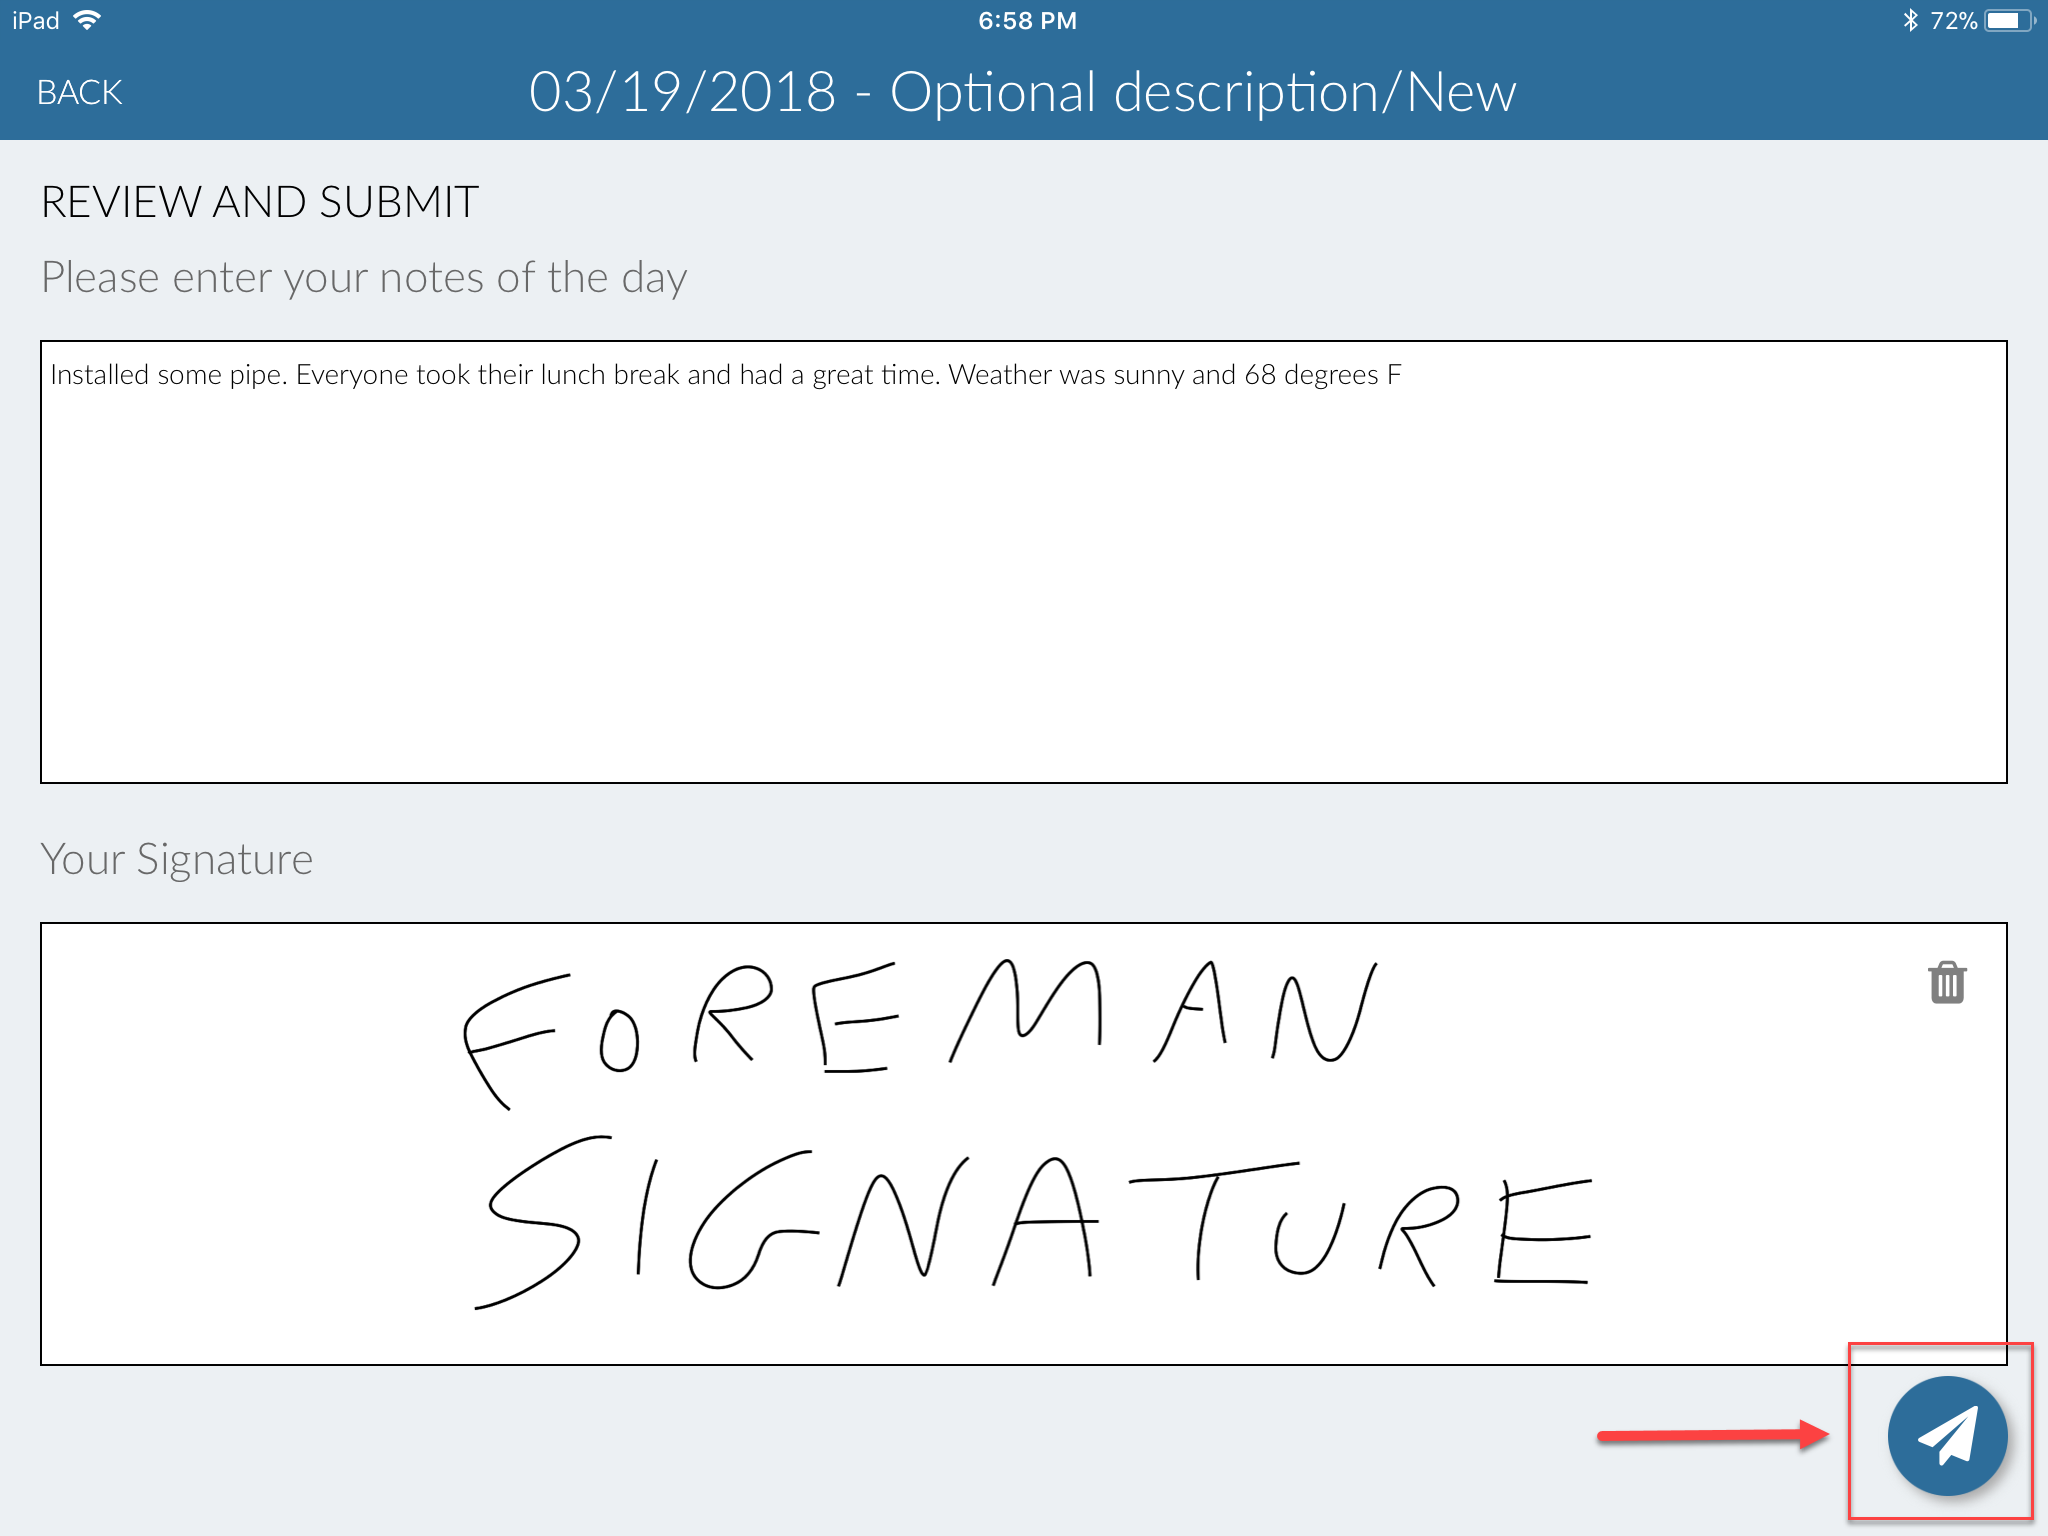 iPad 6:58 PM 72%
BACK 03/19/2018 - Optional description/New
REVIEW AND SUBMIT
Please enter your notes of the day
Installed some pipe. Everyone took their lunch break and had a great time. Weather was sunny and 68 degrees F
Your Signature
FOREMAN
SIGNATURE